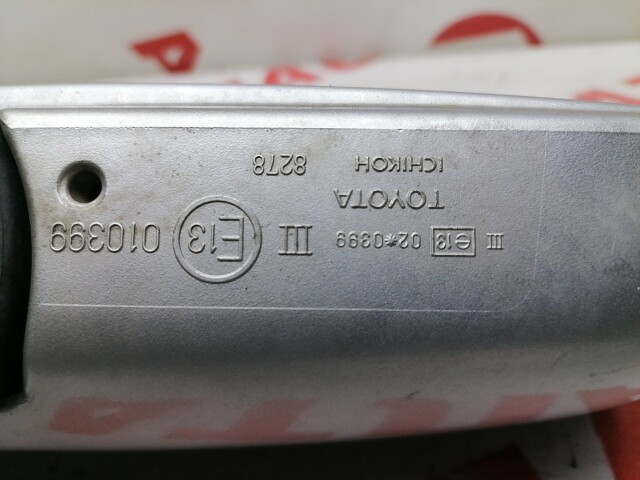 III e13 02*0399 III E13 010399
TOYOTA
ICHIKOH 8278